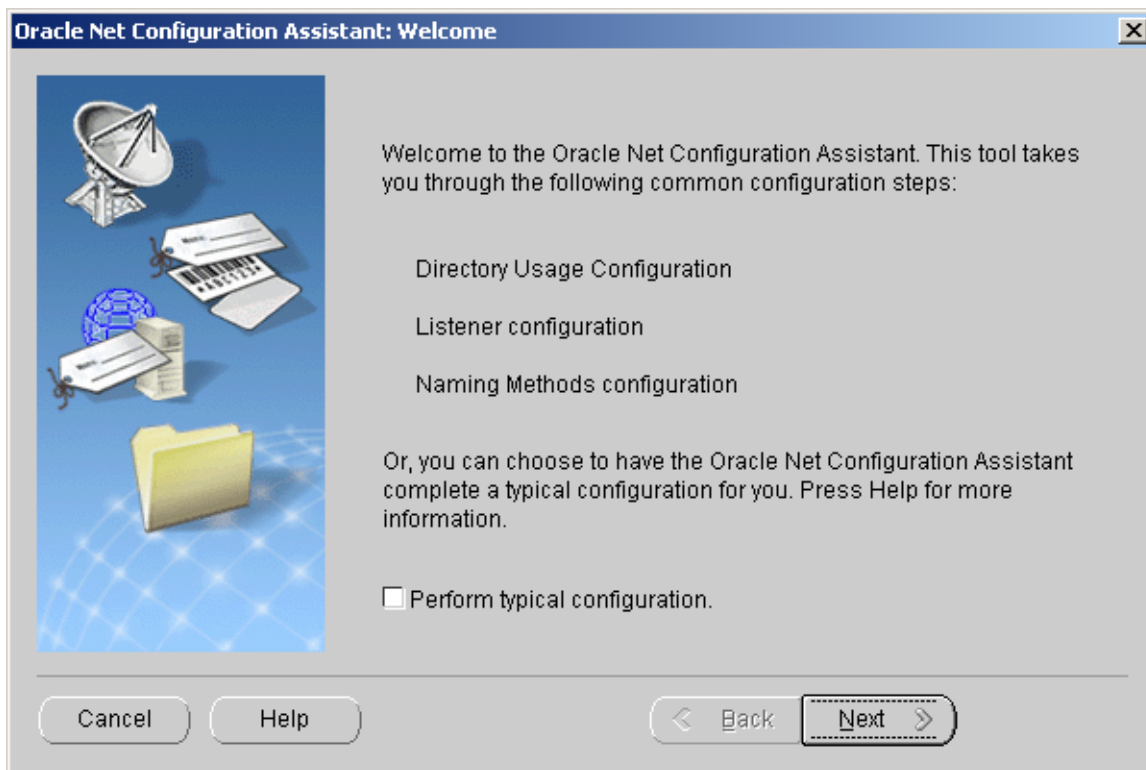 Oracle Net Configuration Assistant: Welcome
Welcome to the Oracle Net Configuration Assistant. This tool takes
you through the following common configuration steps:
Directory Usage Configuration
Listener configuration
Naming Methods configuration
Or, you can choose to have the Oracle Net Configuration Assistant
complete a typical configuration for you. Press Help for more
information.
Perform typical configuration.
Cancel
Help
Back
Next